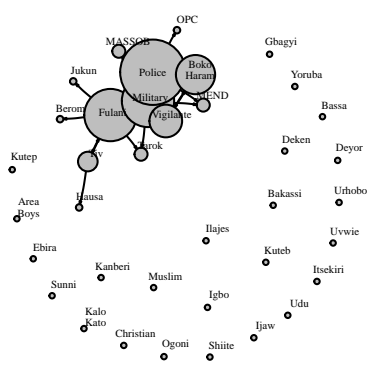 OPC
MASSOB
Gbagyi
Police
Boko
Haram
Jukun
Yoruba
Military
MEND
Berom
Fulani
Vigilante
Bassa
Deken
Tarok
Tiv
Deyor
Kutep
Hausa
Bakassi
Urhobo
Area
Boys
Ilajes
Uvwie
Ebira
Kuteb
Kanberi
Muslim
Itsekiri
Sunni
Igbo
Udu
Kalo
Kato
Christian
Ijaw
Ogoni
Shiite